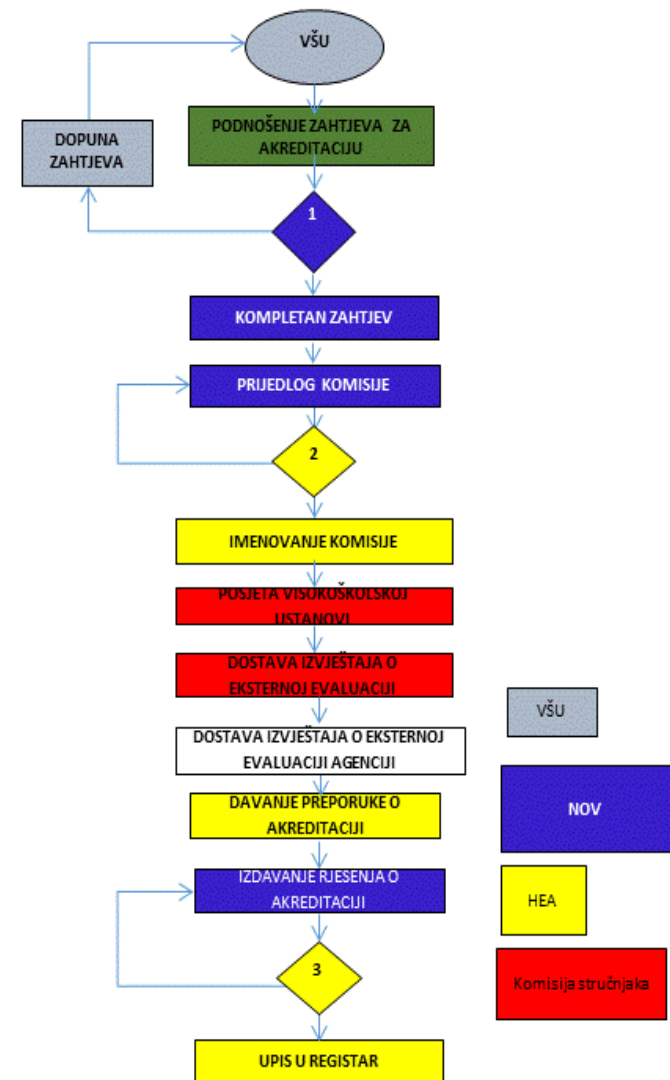 VŠU
PODNOŠENJE ZAHTJEVA ZA
AKREDITACIJU
DOPUNA
ZAHTJEVA
1
KOMPLETAN ZAHTJEV
PRIJEDLOG KOMISIJE
2
IMENOVANJE KOMISIJE
POSJETA VISOKOŠKOLSKOJ
USTANOVI
DOSTAVA IZVJEŠTAJA O
EKSTERNOJ EVALUACIJI
DOSTAVA IZVJEŠTAJA O EKSTERNOJ
EVALUACIJI AGENCIJI
DAVANJE PREPORUKE O
AKREDITACIJI
IZDAVANJE RJESENJA O
AKREDITACIJI
3
UPIS U REGISTAR
VŠU
NOV
HEA
Komisija stručnjaka